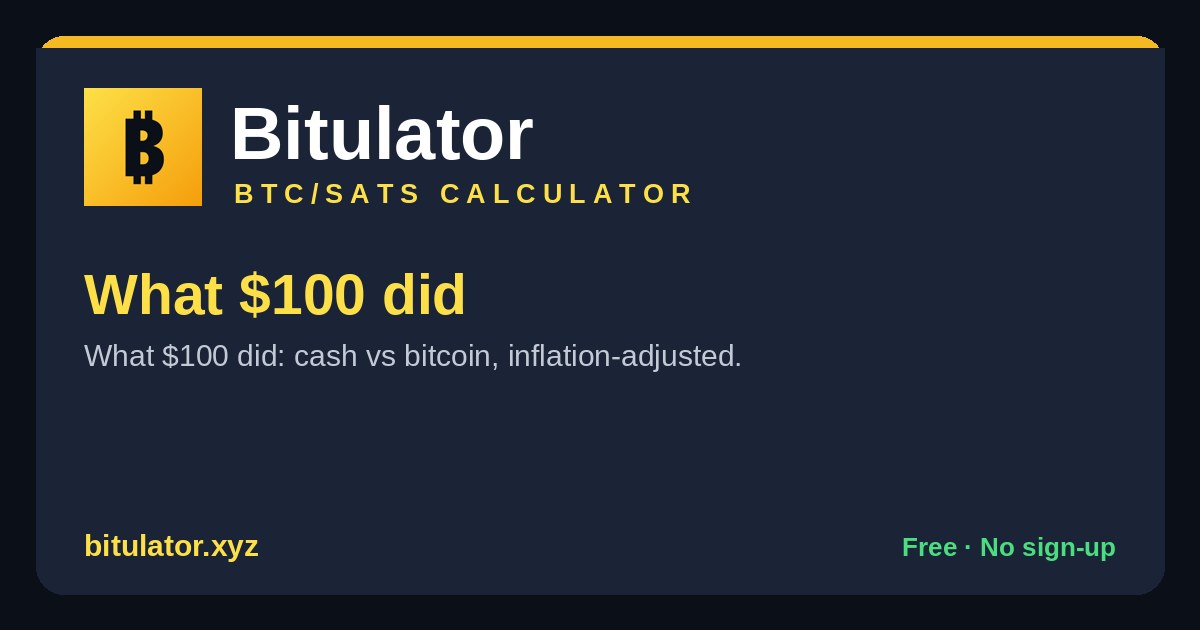 Bitulator
BTC/SATS CALCULATOR
What $100 did
What $100 did: cash vs bitcoin, inflation-adjusted.
bitulator.xyz
Free · No sign-up